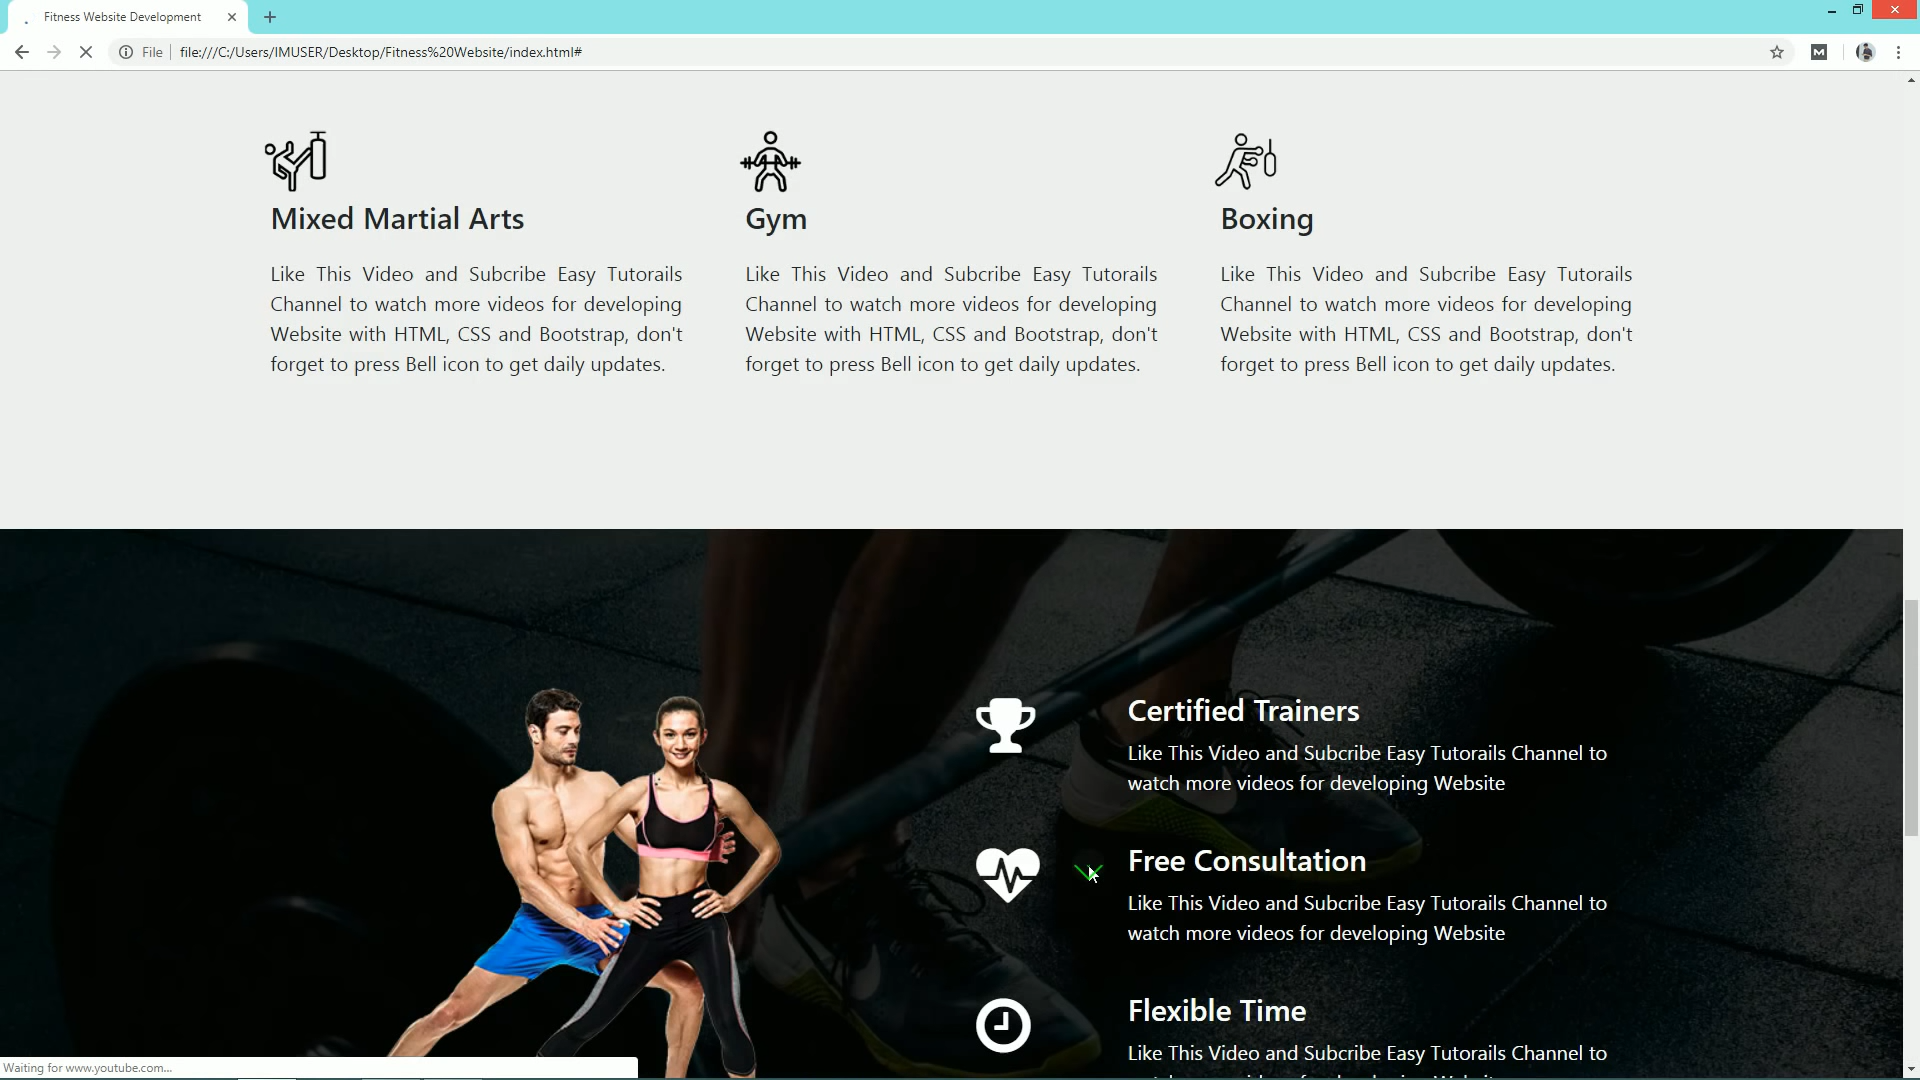 Fitness Website Development
File
file:///C:/Users/IMUSER/Desktop/Fitness%20Website/index.html#
M
Mixed Martial Arts
Like This Video and Subcribe Easy Tutorails
Channel to watch more videos for developing
Website with HTML, CSS and Bootstrap, don't
forget to press Bell icon to get daily updates.
Gym
Like This Video and Subcribe Easy Tutorails
Channel to watch more videos for developing
Website with HTML, CSS and Bootstrap, don't
forget to press Bell icon to get daily updates.
Boxing
Like This Video and Subcribe Easy Tutorails
Channel to watch more videos for developing
Website with HTML, CSS and Bootstrap, don't
forget to press Bell icon to get daily updates.
Certified Trainers
Like This Video and Subcribe Easy Tutorails Channel to
watch more videos for developing Website
Free Consultation
Like This Video and Subcribe Easy Tutorails Channel to
watch more videos for developing Website
Flexible Time
Like This Video and Subcribe Easy Tutorails Channel to
Waiting for www.youtube.com...